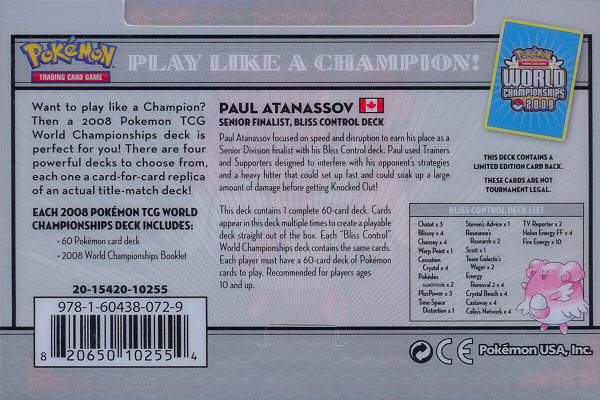 Pokémon
TRADING CARD GAME
PLAY LIKE A CHAMPION!
Want to play like a Champion?
Then a 2008 Pokemon TCG
World Championships deck is
perfect for you! There are four
powerful decks to choose from,
each one a card-for-card replica
of an actual title-match deck!
EACH 2008 POKÉMON TCG WORLD
CHAMPIONSHIPS DECK INCLUDES:
• 60 Pokémon card deck
• 2008 World Championships Booklet
20-15420-10255
978-1-60438-072-9
8 20650 10255 4
PAUL ATANASSOV
SENIOR FINALIST, BLISS CONTROL DECK
Paul Atanassov focused on speed and disruption to earn his place as a
Senior Division finalist with his Bliss Control deck. Paul used Trainers
and Supporters designed to interfere with his opponent's strategies
and a heavy hitter that could set up fast and could soak up a large
amount of damage before getting Knocked Out!
This deck contains 1 complete 60-card deck. Cards
appear in this deck multiple times to create a playable
deck straight out of the box. Each "Bliss Control"
World Championships deck contains the same cards.
Each player must have a 60-card deck of Pokémon
cards to play. Recommended for players ages
10 and up.
Pokémon
TRADING CARD GAME
WORLD
CHAMPIONSHIPS
2008
THIS DECK CONTAINS A
LIMITED EDITION CARD BACK.
THESE CARDS ARE NOT
TOURNAMENT LEGAL.
BLISS CONTROL DECK LIST
Chatot x 3
Blissey x 4
Chansey x 4
Warp Point x 1
Cessation
Crystal x 4
Pokedex
HANDY910is x 2
PlusPower x 3
Time-Space
Distortion x 1
Steven's Advice x 1
Roseanne's
Research x 2
Scott x 1
Team Galactic's
Wager x 2
Energy
Removal 2 x 4
Crystal Beach x 4
Castaway x 4
Celio's Network x 4
TV Reporter x 2
Holon Energy FF x 4
Fire Energy x 10
CE Pokémon USA, Inc.